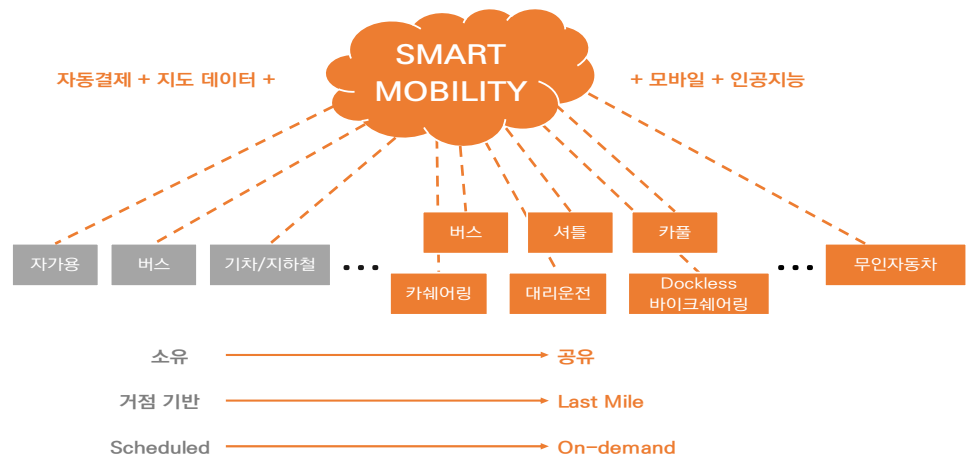 SMART
MOBILITY
자동결제 + 지도 데이터 +
+ 모바일 + 인공지능
버스
셔틀
카풀
자가용
버스
기차/지하철
무인자동차
카쉐어링
대리운전
Dockless
바이크쉐어링
소유
공유
거점 기반
Last Mile
Scheduled
On-demand